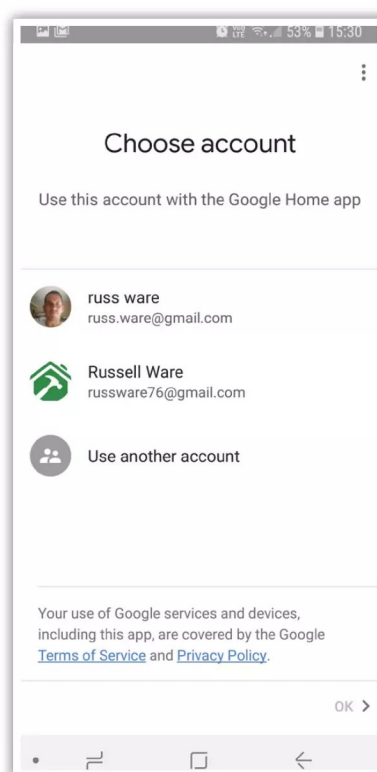 53% 15:30
Choose account
Use this account with the Google Home app
russ ware
russ.ware@gmail.com
Russell Ware
russware76@gmail.com
Use another account
Your use of Google services and devices,
including this app, are covered by the Google
Terms of Service and Privacy Policy.
OK